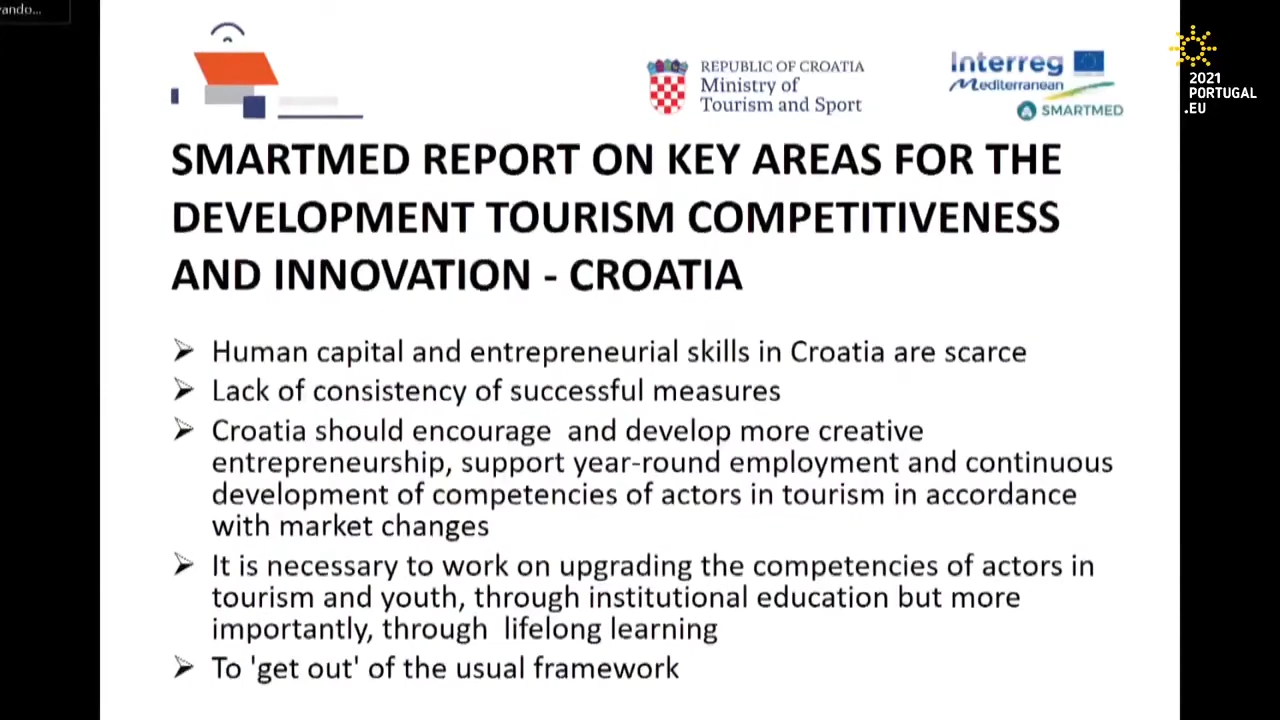 ando...
REPUBLIC OF CROATIA
Ministry of
Tourism and Sport
Interreg
Mediterranean
SMARTMED
2021
PORTUGAL
.EU
SMARTMED REPORT ON KEY AREAS FOR THE
DEVELOPMENT TOURISM COMPETITIVENESS
AND INNOVATION - CROATIA
Human capital and entrepreneurial skills in Croatia are scarce
Lack of consistency of successful measures
Croatia should encourage  and develop more creative
entrepreneurship, support year-round employment and continuous
development of competencies of actors in tourism in accordance
with market changes
It is necessary to work on upgrading the competencies of actors in
tourism and youth, through institutional education but more
importantly, through  lifelong learning
To 'get out' of the usual framework